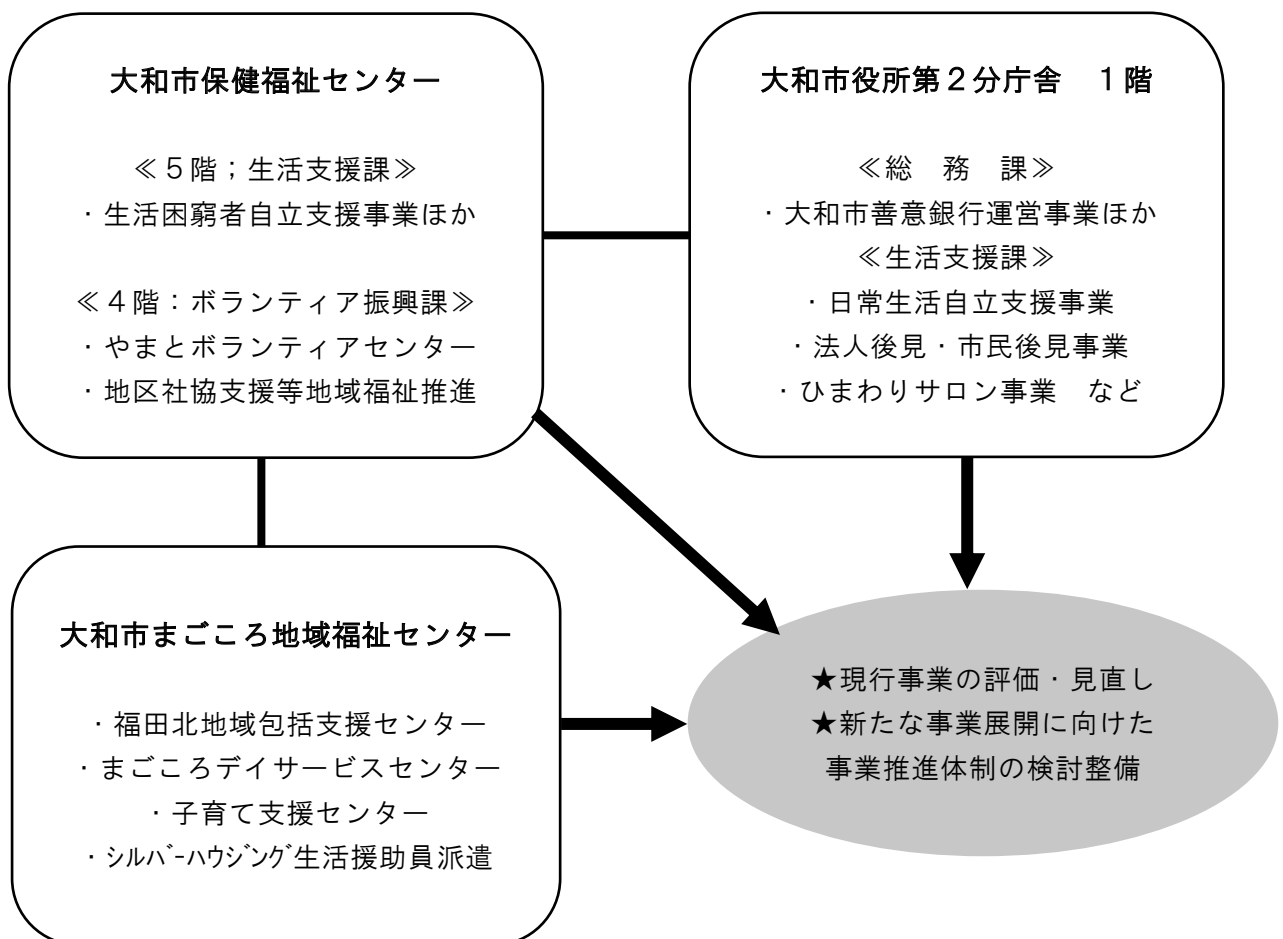 大和市保健福祉センター
≪５階；生活支援課≫
・生活困窮者自立支援事業ほか
≪４階：ボランティア振興課≫
・やまとボランティアセンター
・地区社協支援等地域福祉推進
大和市役所第２分庁舎　１階
≪総　務　課≫
・大和市善意銀行運営事業ほか
≪生活支援課≫
・日常生活自立支援事業
・法人後見・市民後見事業
・ひまわりサロン事業　など
大和市まごころ地域福祉センター
・福田北地域包括支援センター
・まごころデイサービスセンター
・子育て支援センター
・ｼﾙﾊﾞｰﾊｳｼﾞﾝｸﾞ生活援助員派遣
★現行事業の評価・見直し
★新たな事業展開に向けた
事業推進体制の検討整備